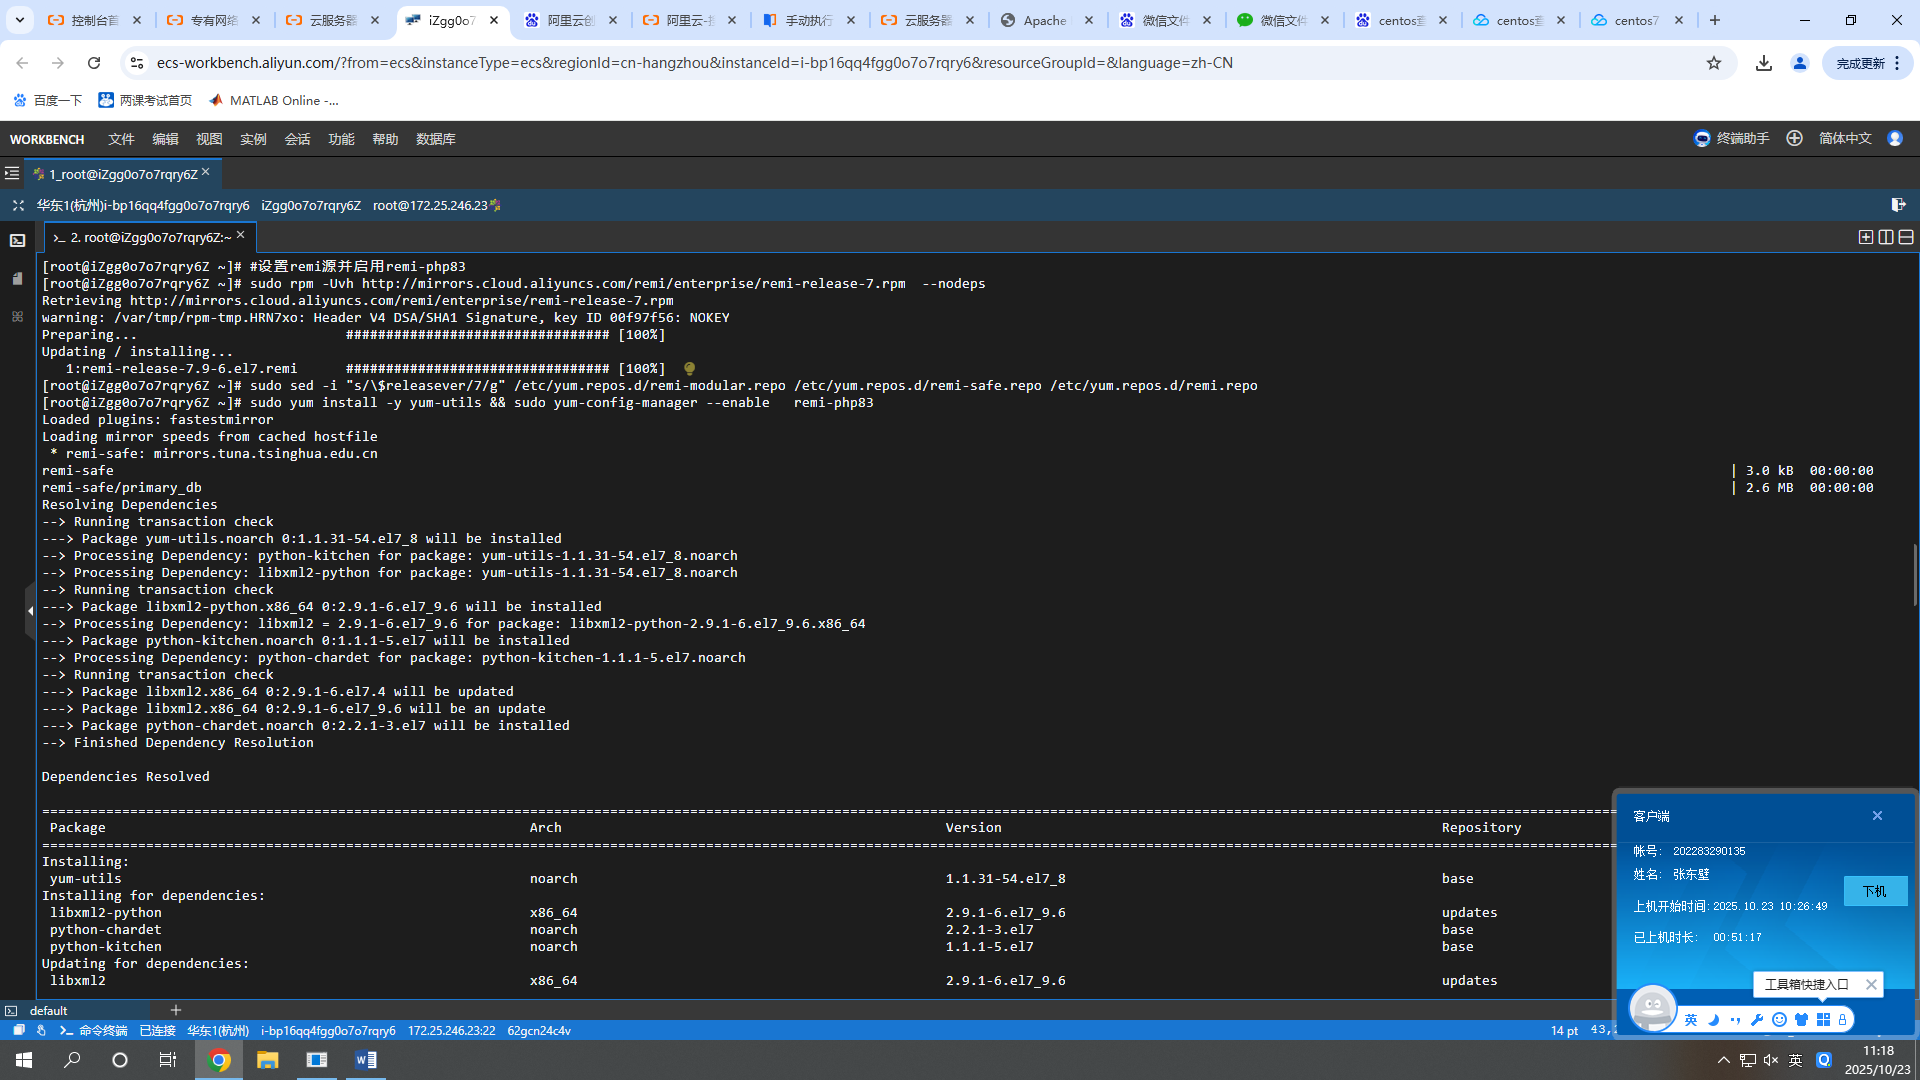 控制台首
专有网络
云服务器
iZgg0o7
阿里云创
阿里云-
手动执行
云服务器
Apache
微信文件
微信文件
centos查
centos查
centos7
ecs-workbench.aliyun.com/?from=ecs&instanceType=ecs&regionId=cn-hangzhou&instanceId=i-bp16qq4fgg0o7o7rqry6&resourceGroupId=&language=zh-CN
完成更新
百度一下 两课考试首页 MATLAB Online -...
WORKBENCH 文件 编辑 视图 实例 会话 功能 帮助 数据库
终端助手 简体中文
1_root@iZgg0o7o7rqry6Z
华东1(杭州)i-bp16qq4fgg0o7o7rqry6 iZgg0o7o7rqry6Z root@172.25.246.23
2. root@iZgg0o7o7rqry6Z:~
[root@iZgg0o7o7rqry6Z ~]# #设置remi源并启用remi-php83
[root@iZgg0o7o7rqry6Z ~]# sudo rpm -Uvh http://mirrors.cloud.aliyuncs.com/remi/enterprise/remi-release-7.rpm --nodeps
Retrieving http://mirrors.cloud.aliyuncs.com/remi/enterprise/remi-release-7.rpm
warning: /var/tmp/rpm-tmp.HRN7xo: Header V4 DSA/SHA1 Signature, key ID 00f97f56: NOKEY
Preparing... ################################# [100%]
Updating / installing...
1:remi-release-7.9-6.el7.remi ################################# [100%]
[root@iZgg0o7o7rqry6Z ~]# sudo sed -i "s/\$releasever/7/g" /etc/yum.repos.d/remi-modular.repo /etc/yum.repos.d/remi-safe.repo /etc/yum.repos.d/remi.repo
[root@iZgg0o7o7rqry6Z ~]# sudo yum install -y yum-utils && sudo yum-config-manager --enable remi-php83
Loaded plugins: fastestmirror
Loading mirror speeds from cached hostfile
* remi-safe: mirrors.tuna.tsinghua.edu.cn
remi-safe | 3.0 kB 00:00:00
remi-safe/primary_db | 2.6 MB 00:00:00
Resolving Dependencies
--> Running transaction check
---> Package yum-utils.noarch 0:1.1.31-54.el7_8 will be installed
--> Processing Dependency: python-kitchen for package: yum-utils-1.1.31-54.el7_8.noarch
--> Processing Dependency: libxml2-python for package: yum-utils-1.1.31-54.el7_8.noarch
--> Running transaction check
---> Package libxml2-python.x86_64 0:2.9.1-6.el7_9.6 will be installed
--> Processing Dependency: libxml2 = 2.9.1-6.el7_9.6 for package: libxml2-python-2.9.1-6.el7_9.6.x86_64
---> Package python-kitchen.noarch 0:1.1.1-5.el7 will be installed
--> Processing Dependency: python-chardet for package: python-kitchen-1.1.1-5.el7.noarch
--> Running transaction check
---> Package libxml2.x86_64 0:2.9.1-6.el7.4 will be updated
---> Package libxml2.x86_64 0:2.9.1-6.el7_9.6 will be an update
---> Package python-chardet.noarch 0:2.2.1-3.el7 will be installed
--> Finished Dependency Resolution
Dependencies Resolved
Package Arch Version Repository
Installing:
yum-utils noarch 1.1.31-54.el7_8 base
Installing for dependencies:
libxml2-python x86_64 2.9.1-6.el7_9.6 updates
python-chardet noarch 2.2.1-3.el7 base
python-kitchen noarch 1.1.1-5.el7 base
Updating for dependencies:
libxml2 x86_64 2.9.1-6.el7_9.6 updates
客户端
帐号: 202283290135
姓名: 张东壁
下机
上机开始时间:2025.10.23 10:26:49
已上机时长: 00:51:17
工具箱快捷入口
英
default
命令终端 已连接 华东1(杭州) i-bp16qq4fgg0o7o7rqry6 172.25.246.23:22 62gcn24c4v
14 pt 43,
英
11:18
2025/10/23